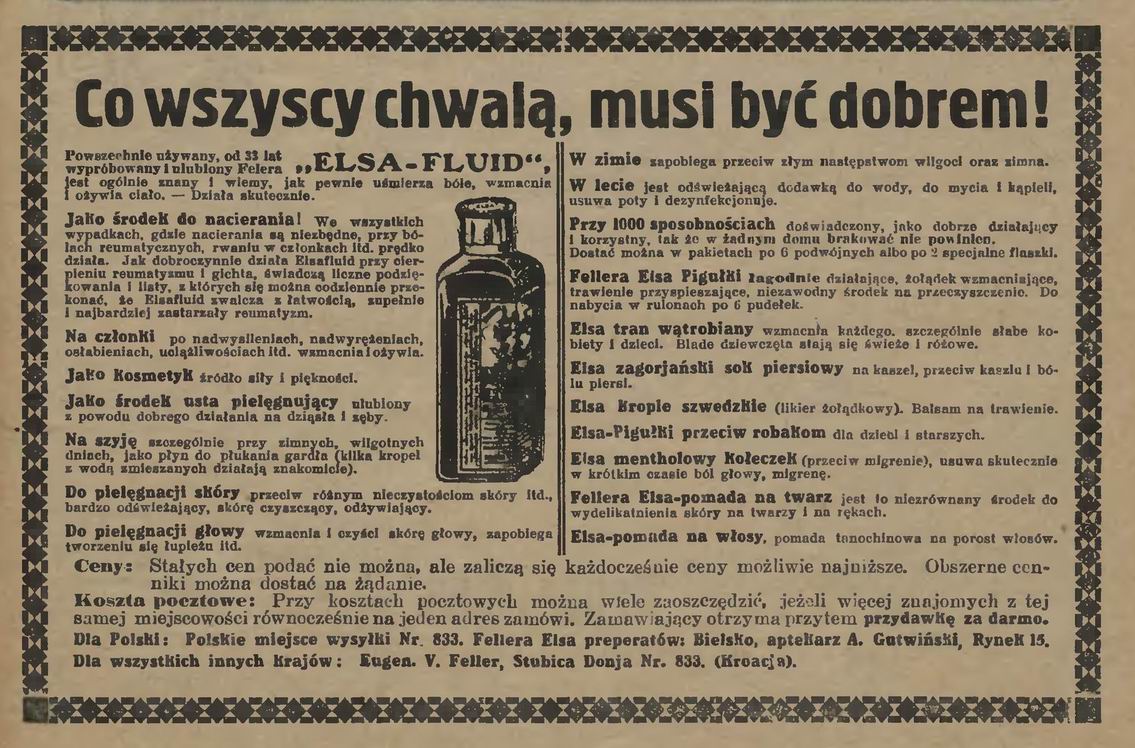 Co wszyscy chwalą, musi być dobrem!
Powszechnie używany, od 33 lat
wypróbowany i ulubiony Felera „ELSA-FLUID“,
jest ogólnie znany i wiemy, jak pewnie uśmierza bóle, wzmacnia
i ożywia ciało. — Działa skutecznie.
Jako środek do nacierania! We wszystkich
wypadkach, gdzie nacierania są niezbędne, przy bó-
lach reumatycznych, rwaniu w członkach itd. prędko
działa. Jak dobroczynnie działa Elsafluid przy cier-
pieniu reumatyzmu i gichta, świadczą liczne podzię-
kowania i listy, z których się można codziennie prze-
konać, że Elsafluid zwalcza z łatwością, zupełnie
i najbardziej zastarzały reumatyzm.
Na członki po nadwysileniach, nadwyrężeniach,
osłabieniach, uciążliwościach itd. wzmacnia i ożywia.
Jako Kosmetyk źródło siły i piękności.
Jako środek usta pielęgnujący ulubiony
z powodu dobrego działania na dziąsła i zęby.
Na szyję szczególnie przy zimnych, wilgotnych
dniach, jako płyn do płukania gardła (kilka kropel
z wodą zmieszanych działają znakomicie).
Do pielęgnacji skóry przeciw różnym nieczystościom skóry itd.,
bardzo odświeżający, skórę czyszczący, odżywiający.
Do pielęgnacji głowy wzmacnia i czyści skórę głowy, zapobiega
tworzeniu się łupieżu itd.
W zimie zapobiega przeciw złym następstwom wilgoci oraz zimna.
W lecie jest odświeżającą dodawką do wody, do mycia i kąpieli,
usuwa poty i dezynfekcjonuje.
Przy 1000 sposobnościach doświadczony, jako dobrze działający
i korzystny, tak że w żadnym domu brakować nie powinien.
Dostać można w pakietach po 6 podwójnych albo po 2 specjalne flaszki.
Fellera Elsa Pigułki łagodnie działające, żołądek wzmacniające,
trawienie przyspieszające, niezawodny środek na przeczyszczenie. Do
nabycia w rulonach po 6 pudełek.
Elsa tran wątrobiany wzmacnia każdego, szczególnie słabe ko-
biety i dzieci. Blade dziewczęta stają się świeże i różowe.
Elsa zagorjański sok piersiowy na kaszel, przeciw kaszlu i bó-
lu piersi.
Elsa Krople szwedzkie (likier żołądkowy). Balsam na trawienie.
Elsa-Pigułki przeciw robakom dla dzieci i starszych.
Elsa mentholowy Kołeczek (przeciw migrenie), usuwa skutecznie
w krótkim czasie ból głowy, migrenę.
Fellera Elsa-pomada na twarz jest to niezrównany środek do
wydelikatnienia skóry na twarzy i na rękach.
Elsa-pomada na włosy, pomada tanochinowa na porost włosów.
Ceny: Stałych cen podać nie można, ale zaliczą się każdocześnie ceny możliwie najniższe. Obszerne cen-
niki można dostać na żądanie.
Koszta pocztowe: Przy kosztach pocztowych można wiele zaoszczędzić, jeżeli więcej znajomych z tej
samej miejscowości równocześnie na jeden adres zamówi. Zamawiający otrzyma przytem przydawkę za darmo.
Dla Polski: Polskie miejsce wysyłki Nr. 833. Fellera Elsa preperatów: Bielsko, aptekarz A. Gutwiński, Rynek 15.
Dla wszystkich innych Krajów: Eugen. V. Feller, Stubica Donja Nr. 833. (Kroacja).